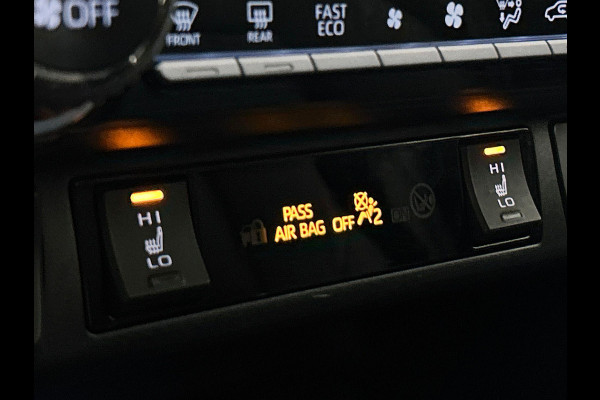 OFF
FRONT
REAR
FAST
ECO
HI
LO
PASS
AIR BAG OFF 2
HI
LO